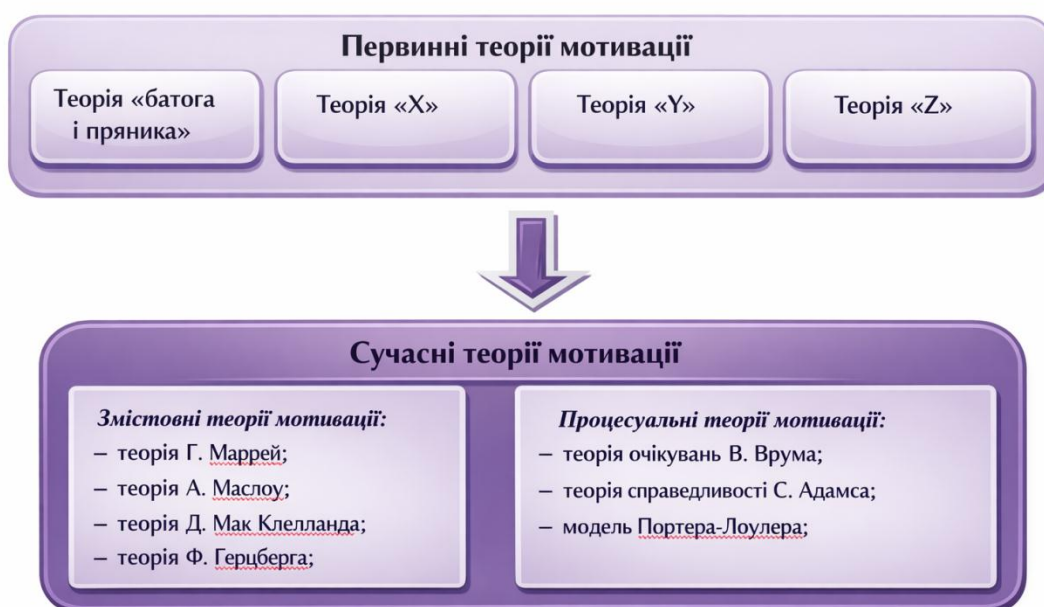 Первинні теорії мотивації
Теорія «батога
і пряника»
Теорія «X»
Теорія «Y»
Теорія «Z»
Сучасні теорії мотивації
Змістовні теорії мотивації:
– теорія Г. Маррей;
– теорія А. Маслоу;
– теорія Д. Мак Клелланда;
– теорія Ф. Герцберга;
Процесуальні теорії мотивації:
– теорія очікувань В. Врума;
– теорія справедливості С. Адамса;
– модель Портера-Лоулера;